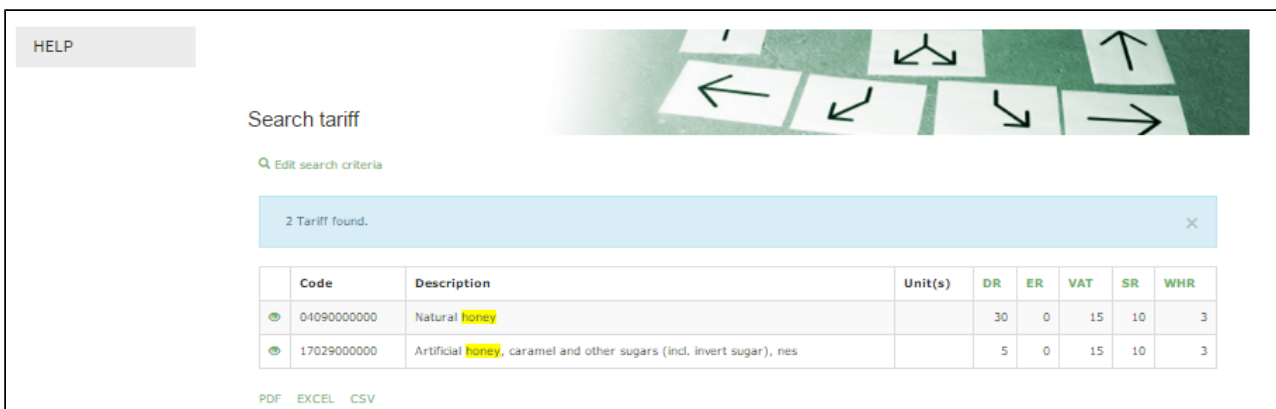 HELP
Search tariff
Edit search criteria
2 Tariff found. ×
Code Description Unit(s) DR ER VAT SR WHR
04090000000 Natural honey 30 0 15 10 3
17029000000 Artificial honey, caramel and other sugars (incl. invert sugar), nes 5 0 15 10 3
PDF EXCEL CSV